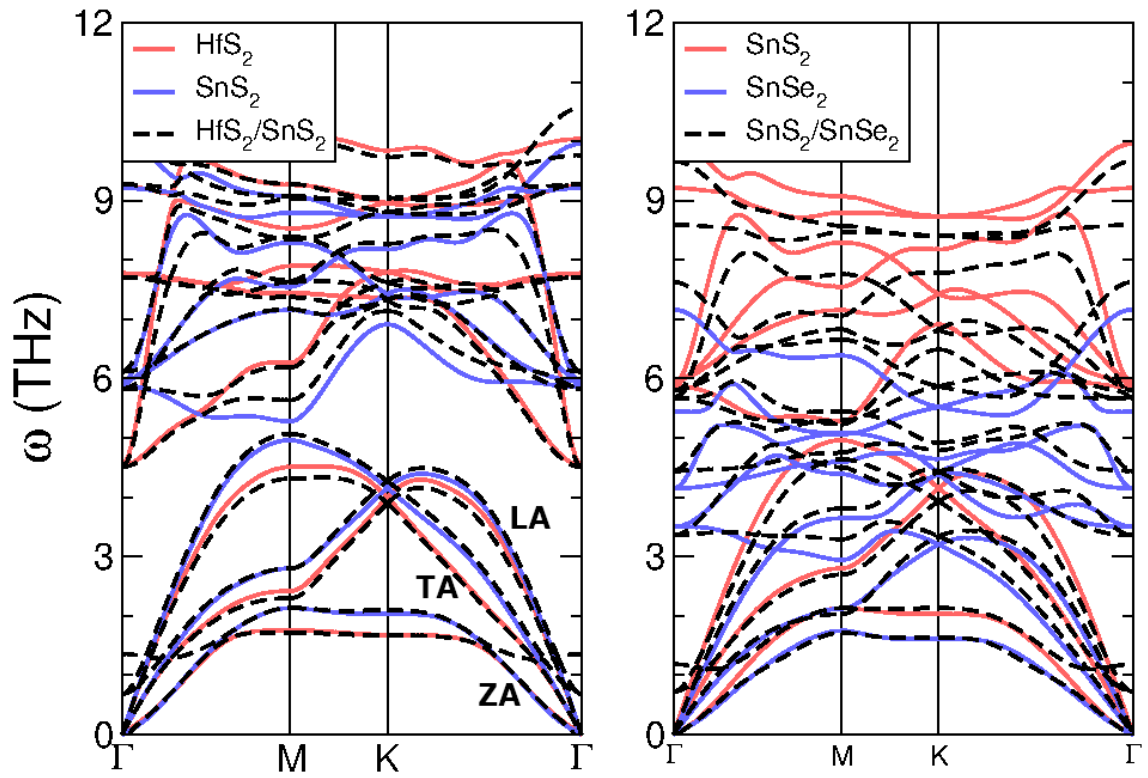 12
9
6
3
0
ω (THz)
HfS₂
SnS₂
HfS₂/SnS₂
LA
TA
ZA
Γ M K Γ
12
9
6
3
0
SnS₂
SnSe₂
SnS₂/SnSe₂
Γ M K Γ